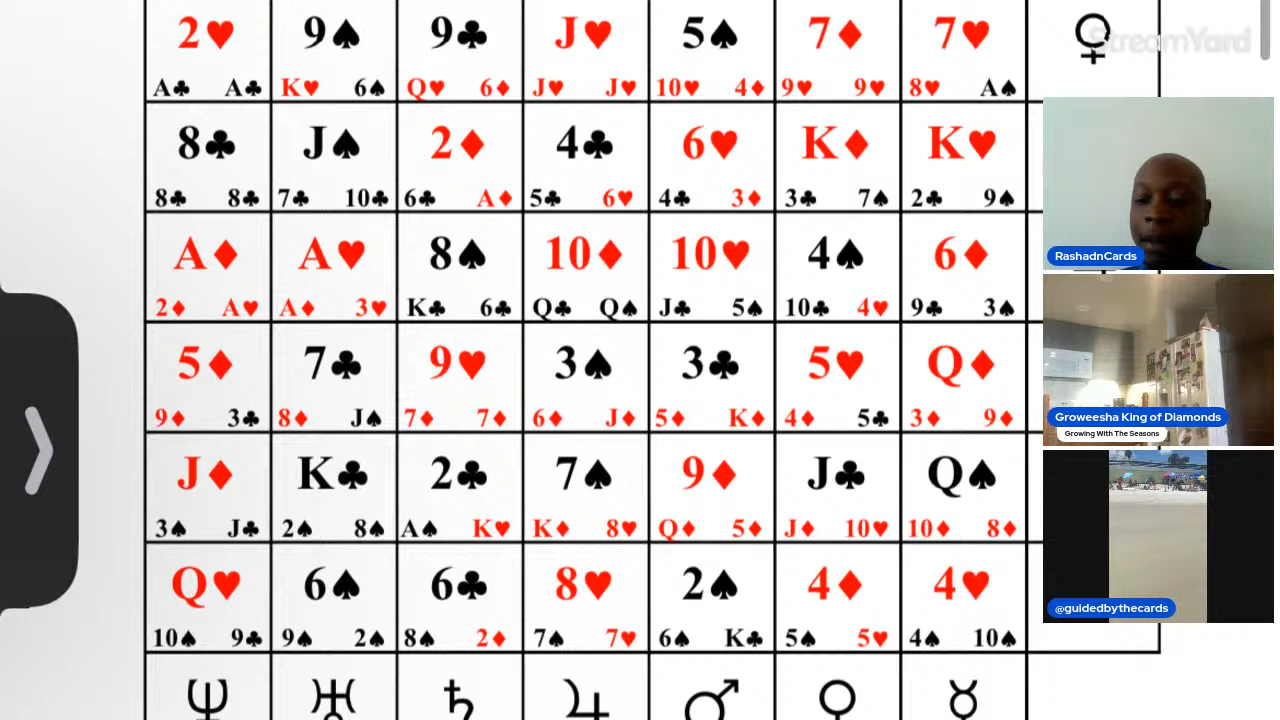 2♥ 9♠ 9♣ J♥ 5♠ 7♦ 7♥ ♀
StreamYard
A♣ A♣ K♥ 6♠ Q♥ 6♦ J♥ J♥ 10♥ 4♦ 9♥ 9♥ 8♥ A♠
8♣ J♠ 2♦ 4♣ 6♥ K♦ K♥
8♣ 8♣ 7♣ 10♣ 6♣ A♦ 5♣ 6♥ 4♣ 3♦ 3♣ 7♠ 2♣ 9♠
RashadnCards
A♦ A♥ 8♠ 10♦ 10♥ 4♠ 6♦
2♦ A♥ A♦ 3♥ K♣ 6♣ Q♣ Q♠ J♣ 5♠ 10♣ 4♥ 9♣ 3♠
5♦ 7♣ 9♥ 3♠ 3♣ 5♥ Q♦
9♦ 3♣ 8♦ J♠ 7♦ 7♦ 6♦ J♦ 5♦ K♦ 4♦ 5♣ 3♦ 9♦
Groweesha King of Diamonds
Growing With The Seasons
J♦ K♣ 2♣ 7♠ 9♦ J♣ Q♠
3♠ J♣ 2♠ 8♠ A♠ K♥ K♦ 8♥ Q♦ 5♦ J♦ 10♥ 10♦ 8♦
Q♥ 6♠ 6♣ 8♥ 2♠ 4♦ 4♥
@guidedbythecards
10♠ 9♣ 9♠ 2♠ 8♠ 2♦ 7♠ 7♥ 6♠ K♣ 5♠ 5♥ 4♠ 10♠
♆ ♅ ♄ ♃ ♂ ♀ ☿